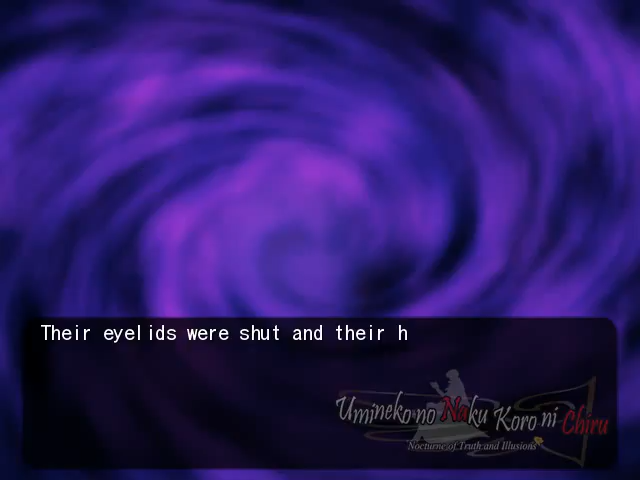 Their eyelids were shut and their h
Umineko no Naku Koro ni Chiru
Nocturne of Truth and Illusions